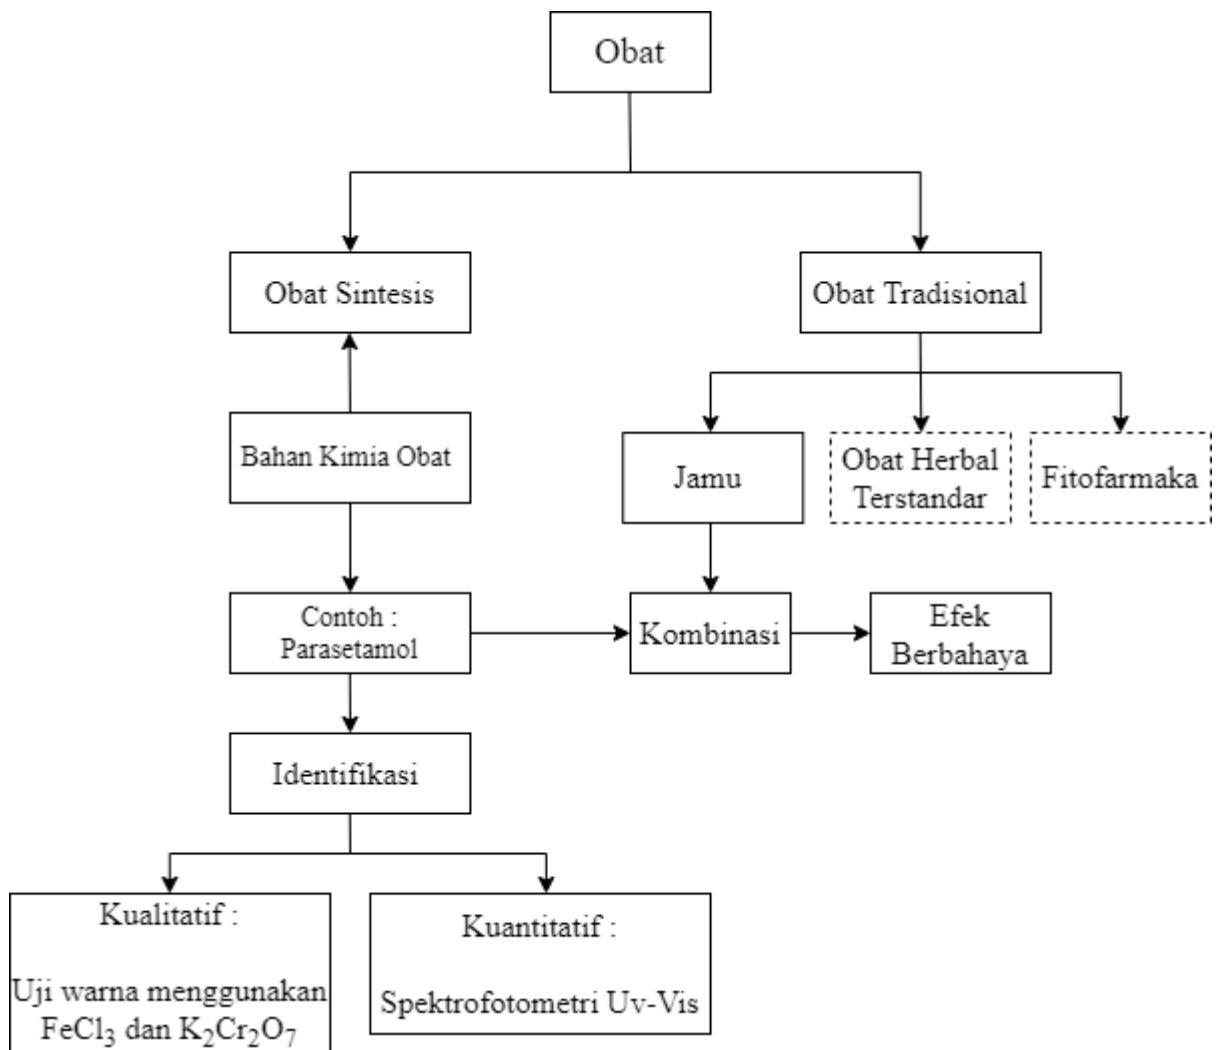 Obat
Obat Sintesis
Obat Tradisional
Bahan Kimia Obat
Jamu
Obat Herbal
Terstandar
Fitofarmaka
Contoh :
Parasetamol
Kombinasi
Efek
Berbahaya
Identifikasi
Kualitatif :
Uji warna menggunakan
FeCl₃ dan K₂Cr₂O₇
Kuantitatif :
Spektrofotometri Uv-Vis